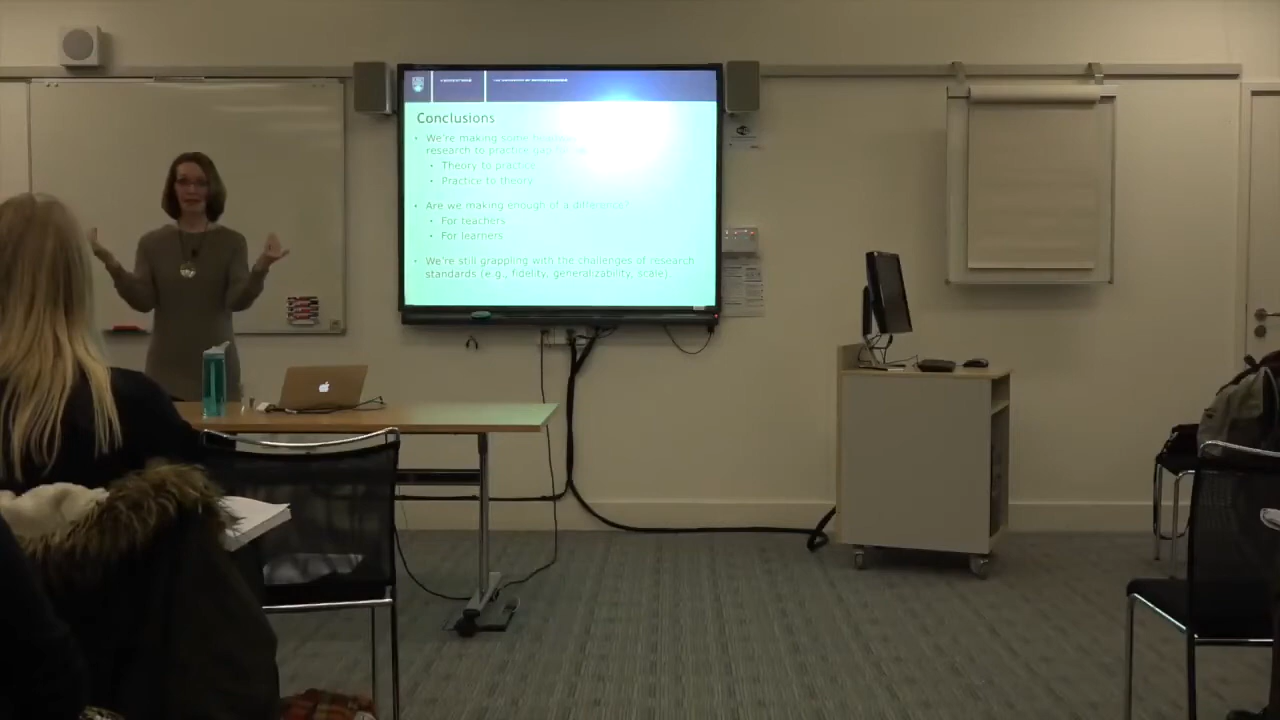 Conclusions
• We're making some
research to practice gap
• Theory to practice
• Practice to theory
• Are we making enough of a difference?
• For teachers
• For learners
• We're still grappling with the challenges of research
standards (e.g., fidelity, generalizability, scale)